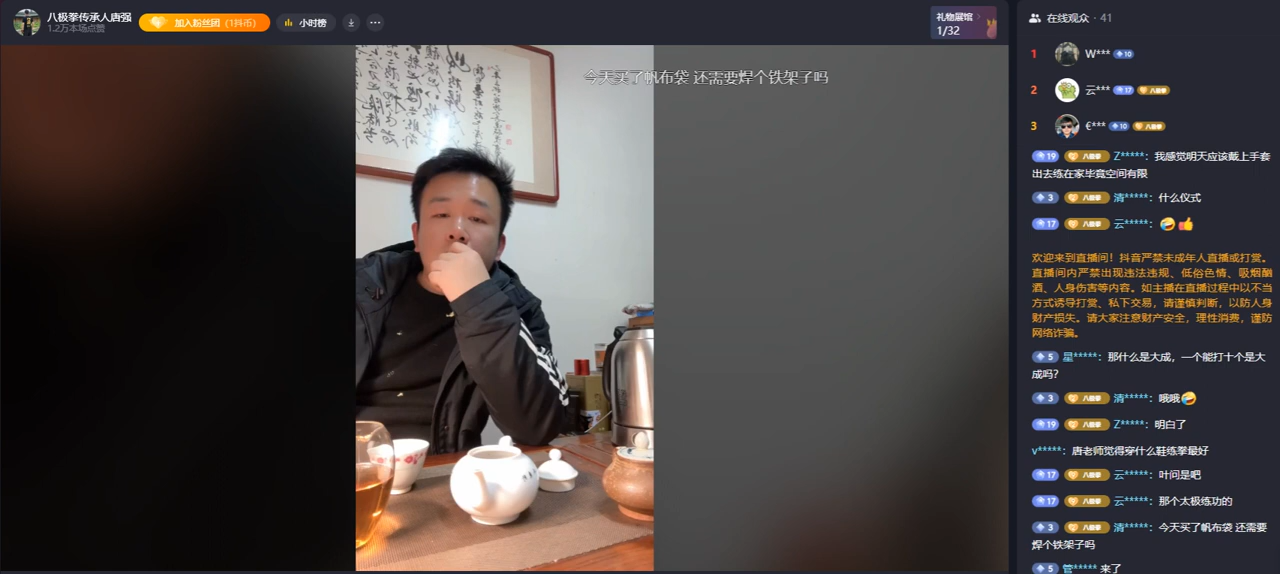 八极拳传承人唐强
1.2万本场点赞
加入粉丝团（1抖币）
小时榜
礼物展馆
1/32
在线观众 · 41
今天买了帆布袋 还需要焊个铁架子吗
1 W*** 10
2 云*** 17 八极拳
3 €*** 10 八极拳
19 八极拳 Z*****：我感觉明天应该戴上手套
出去练在家毕竟空间有限
3 八极拳 清*****：什么仪式
17 八极拳 云*****：🤣👍
欢迎来到直播间！抖音严禁未成年人直播或打赏。
直播间内严禁出现违法违规、低俗色情、吸烟酗
酒、人身伤害等内容。如主播在直播过程中以不当
方式诱导打赏、私下交易，请谨慎判断，以防人身
财产损失。请大家注意财产安全，理性消费，谨防
网络诈骗。
5 星*****：那什么是大成，一个能打十个是大
成吗？
3 八极拳 清*****：哦哦🤣
19 八极拳 Z*****：明白了
v*****：唐老师觉得穿什么鞋练拳最好
17 八极拳 云*****：叶问是吧
17 八极拳 云*****：那个太极练功的
3 八极拳 清*****：今天买了帆布袋 还需要
焊个铁架子吗
5 管***** 来了